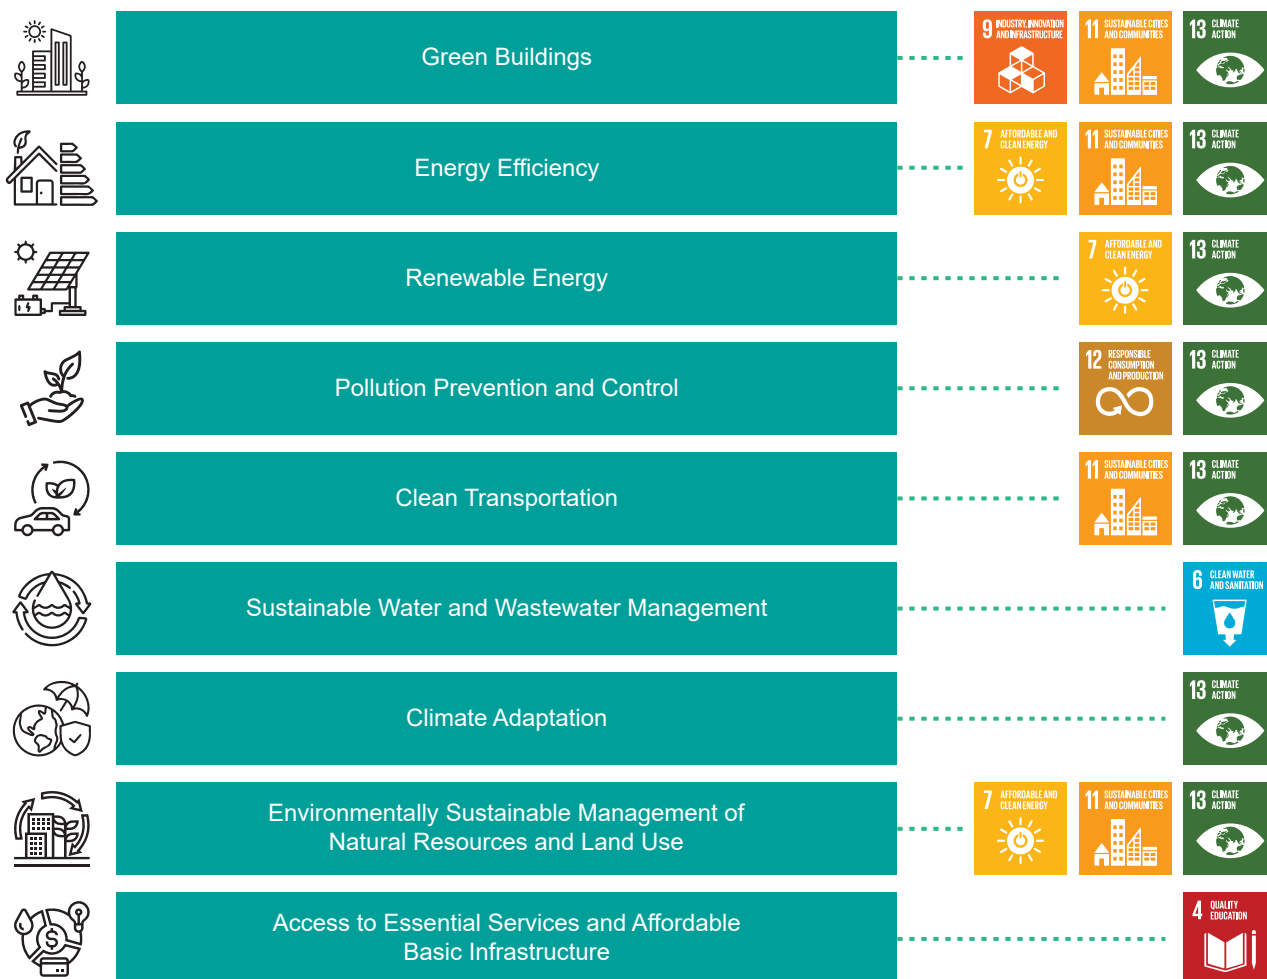 Green Buildings
9 INDUSTRY, INNOVATION
AND INFRASTRUCTURE
11 SUSTAINABLE CITIES
AND COMMUNITIES
13 CLIMATE
ACTION
Energy Efficiency
7 AFFORDABLE AND
CLEAN ENERGY
11 SUSTAINABLE CITIES
AND COMMUNITIES
13 CLIMATE
ACTION
Renewable Energy
7 AFFORDABLE AND
CLEAN ENERGY
13 CLIMATE
ACTION
Pollution Prevention and Control
12 RESPONSIBLE
CONSUMPTION
AND PRODUCTION
13 CLIMATE
ACTION
Clean Transportation
11 SUSTAINABLE CITIES
AND COMMUNITIES
13 CLIMATE
ACTION
Sustainable Water and Wastewater Management
6 CLEAN WATER
AND SANITATION
Climate Adaptation
13 CLIMATE
ACTION
Environmentally Sustainable Management of
Natural Resources and Land Use
7 AFFORDABLE AND
CLEAN ENERGY
11 SUSTAINABLE CITIES
AND COMMUNITIES
13 CLIMATE
ACTION
Access to Essential Services and Affordable
Basic Infrastructure
$
4 QUALITY
EDUCATION